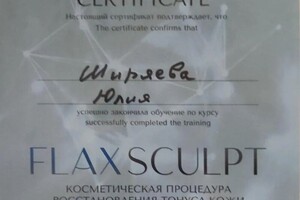 CERTIFICATE
Настоящий сертификат подтверждает, что
The certificate confirms that
Ширяева
Юлия
успешно закончила обучение по курсу
successfully completed the training
FLAXSCULPT
КОСМЕТИЧЕСКАЯ ПРОЦЕДУРА
ВОССТАНОВЛЕНИЯ ТОНУСА КОЖИ